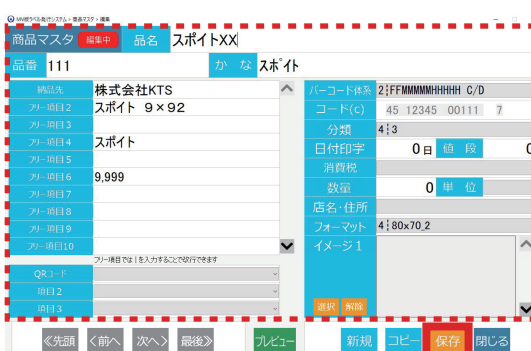 MW版ラベル発行システム > 商品マスタ > 編集
商品マスタ 編集中 品名 スポイトXX
品番 111 か な ｽﾎﾟｲﾄ
納品先 株式会社KTS
フリー項目2 スポイト 9×92
フリー項目3
フリー項目4 スポイト
フリー項目5
フリー項目6 9,999
フリー項目7
フリー項目8
フリー項目9
フリー項目10
フリー項目では | を入力することで改行できます
QRコード
項目2
項目3
バーコード体系 2 FFMMMMMHHHHH C/D
コード(c) 45 12345 00111 7
分類 4 3
日付印字 0 日 値 段 0
消費税
数量 0 単 位
店名・住所
フォーマット 4 80x70_2
イメージ1
選択 解除
≪先頭 <前へ 次へ> 最後≫ プレビュー 新規 コピー 保存 閉じる